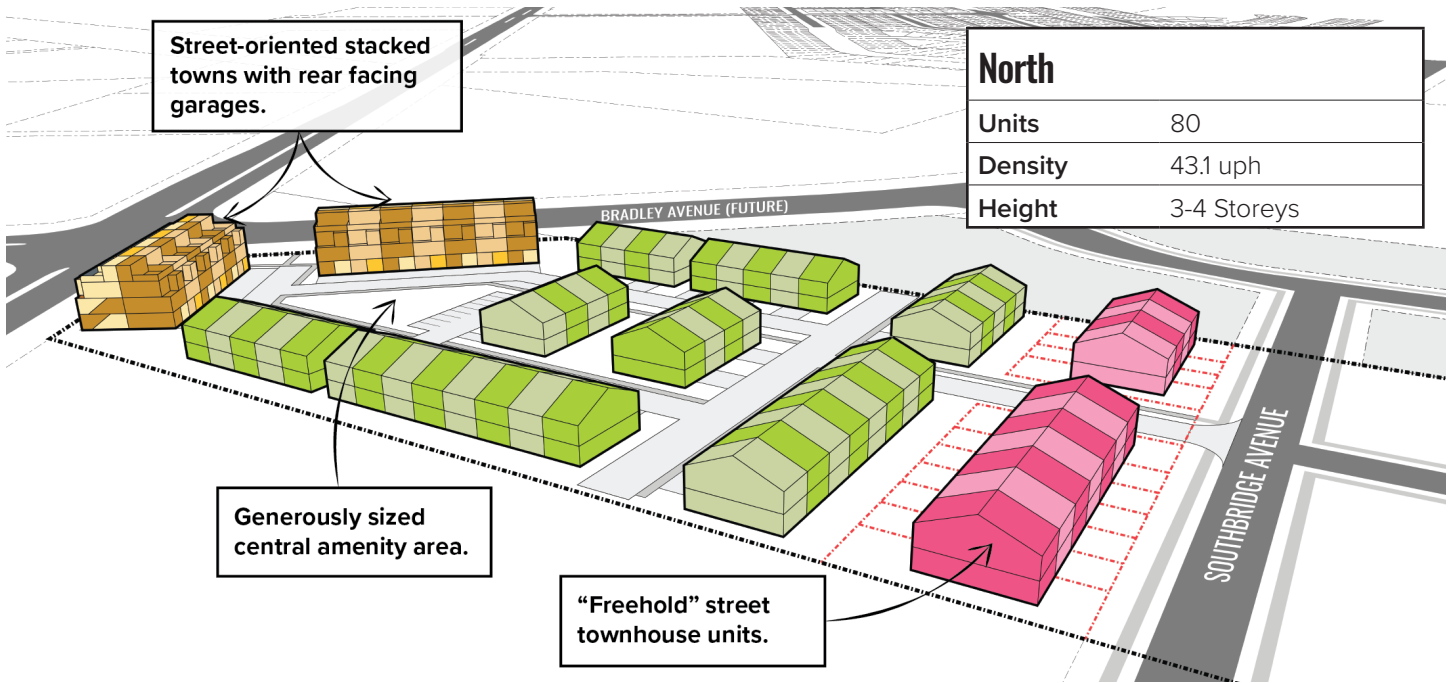 Street-oriented stacked
towns with rear facing
garages.
North
Units 80
Density 43.1 uph
Height 3-4 Storeys
BRADLEY AVENUE (FUTURE)
Generously sized
central amenity area.
SOUTHBRIDGE AVENUE
“Freehold” street
townhouse units.